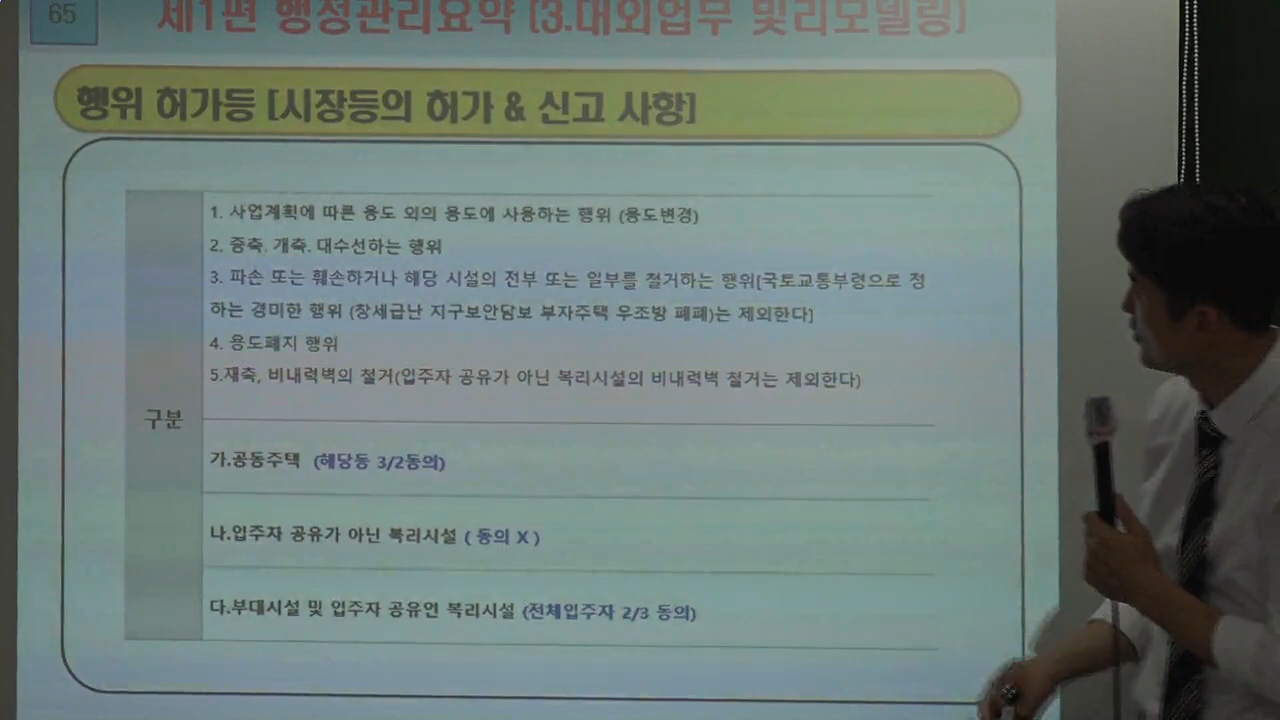 65
제1편 행정관리요약 (3.대외업무 및리모델링)
행위 허가등 [시장등의 허가 & 신고 사항]
1. 사업계획에 따른 용도 외의 용도에 사용하는 행위 (용도변경)
2. 증축, 개축, 대수선하는 행위
3. 파손 또는 훼손하거나 해당 시설의 전부 또는 일부를 철거하는 행위[국토교통부령으로 정
하는 경미한 행위 (창세급난 지구보안담보 부자주택 우조방 폐폐)는 제외한다]
4. 용도폐지 행위
5.재축, 비내력벽의 철거(입주자 공유가 아닌 복리시설의 비내력벽 철거는 제외한다)
구분
가.공동주택 (해당동 3/2동의)
나.입주자 공유가 아닌 복리시설 ( 동의 X )
다.부대시설 및 입주자 공유인 복리시설 (전체입주자 2/3 동의)